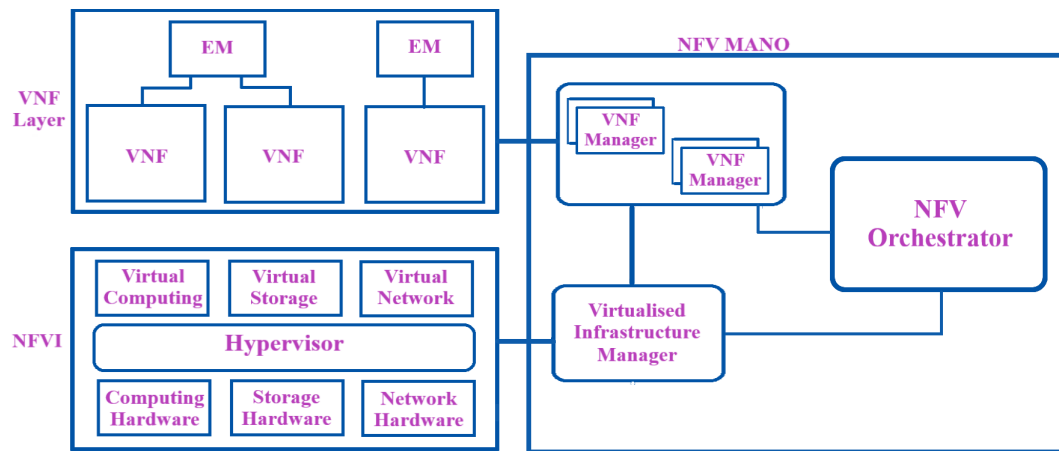 NFV MANO
VNF
Layer
EM
EM
VNF
VNF
VNF
VNF
Manager
VNF
Manager
NFV
Orchestrator
NFVI
Virtual
Computing
Virtual
Storage
Virtual
Network
Hypervisor
Computing
Hardware
Storage
Hardware
Network
Hardware
Virtualised
Infrastructure
Manager